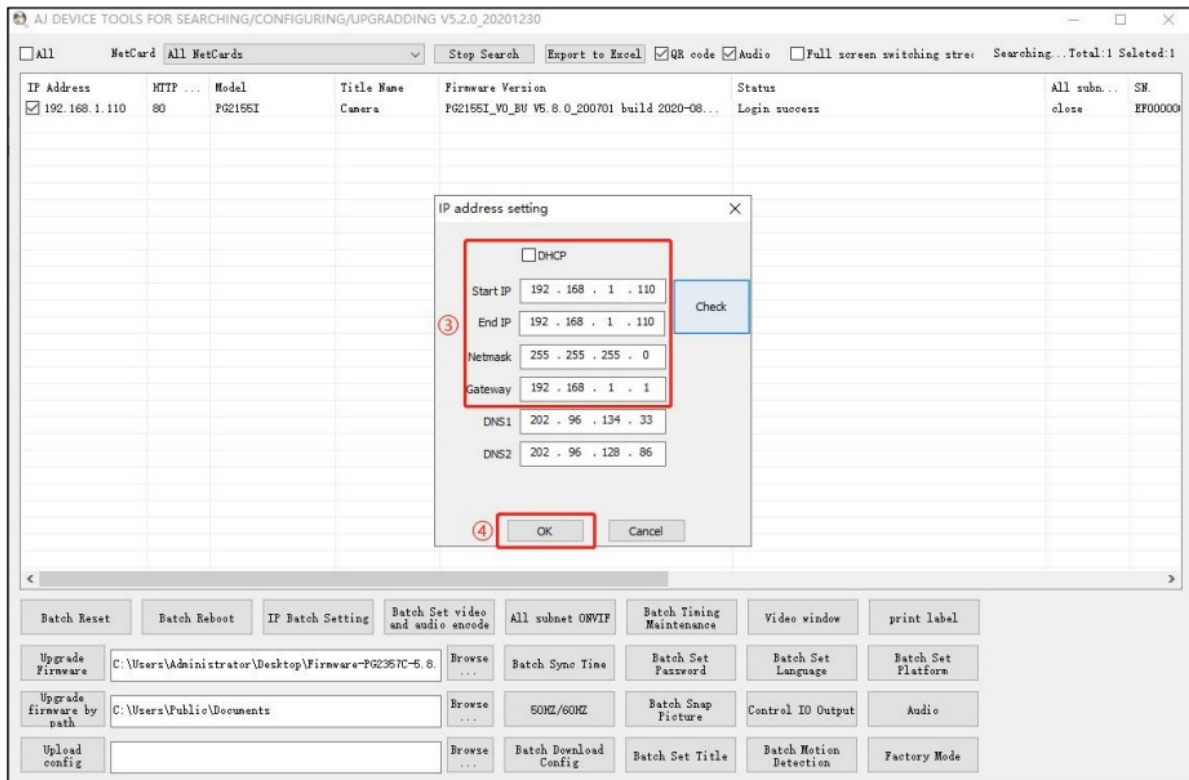 AJ DEVICE TOOLS FOR SEARCHING/CONFIGURING/UPGRADDING V5.2.0_20201230
All NetCard All NetCards Stop Search Export to Excel QR code Audio Full screen switching stre Searching...Total:1 Seleted:1
IP Address HTTP ... Model Title Name Firmware Version Status All subn... SN.
192.168.1.110 80 PG2155I Camera PG2155I_V0_BU V5.8.0_200701 build 2020-08... Login success close EF00000
IP address setting
DHCP
Start IP 192 . 168 . 1 . 110
Check
③ End IP 192 . 168 . 1 . 110
Netmask 255 . 255 . 255 . 0
Gateway 192 . 168 . 1 . 1
DNS1 202 . 96 . 134 . 33
DNS2 202 . 96 . 128 . 86
④ OK Cancel
Batch Reset Batch Reboot IP Batch Setting Batch Set video and audio encode All subnet ONVIF Batch Timing Maintenance Video window print label
Upgrade Firmware C:\Users\Administrator\Desktop\Firmware-PG2357C-5.8. Browse ... Batch Sync Time Batch Set Password Batch Set Language Batch Set Platform
Upgrade firmware by path C:\Users\Public\Documents Browse ... 50HZ/60HZ Batch Snap Picture Control IO Output Audio
Upload config Browse ... Batch Download Config Batch Set Title Batch Motion Detection Factory Mode